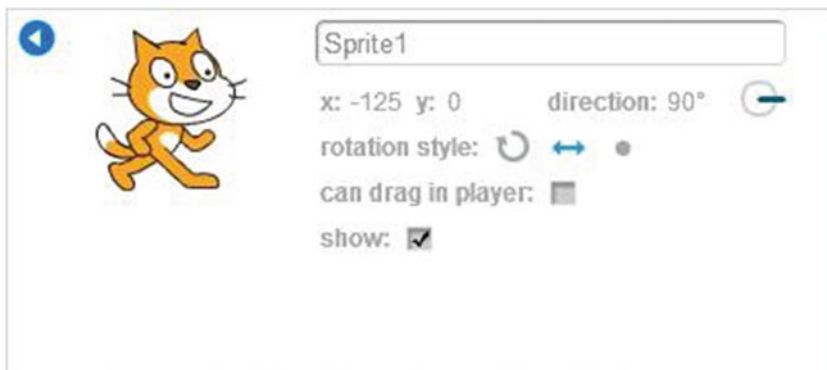 Sprite1
x: -125 y: 0 direction: 90°
rotation style:
can drag in player:
show: